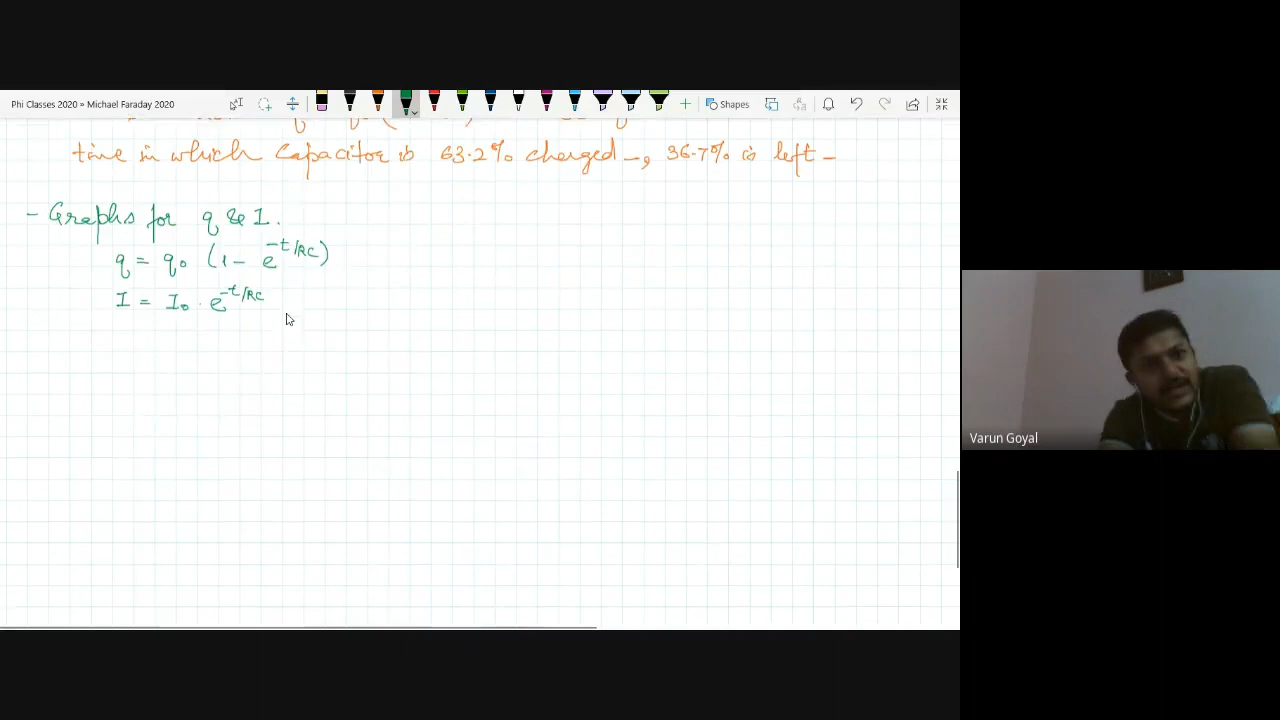 Phi Classes 2020 » Michael Faraday 2020
Shapes
time in which Capacitor is 63.2% charged -, 36.7% is left -
- Graphs for q & I.
q = q₀ (1 - e^-t/RC)
I = I₀ . e^-t/RC
Varun Goyal